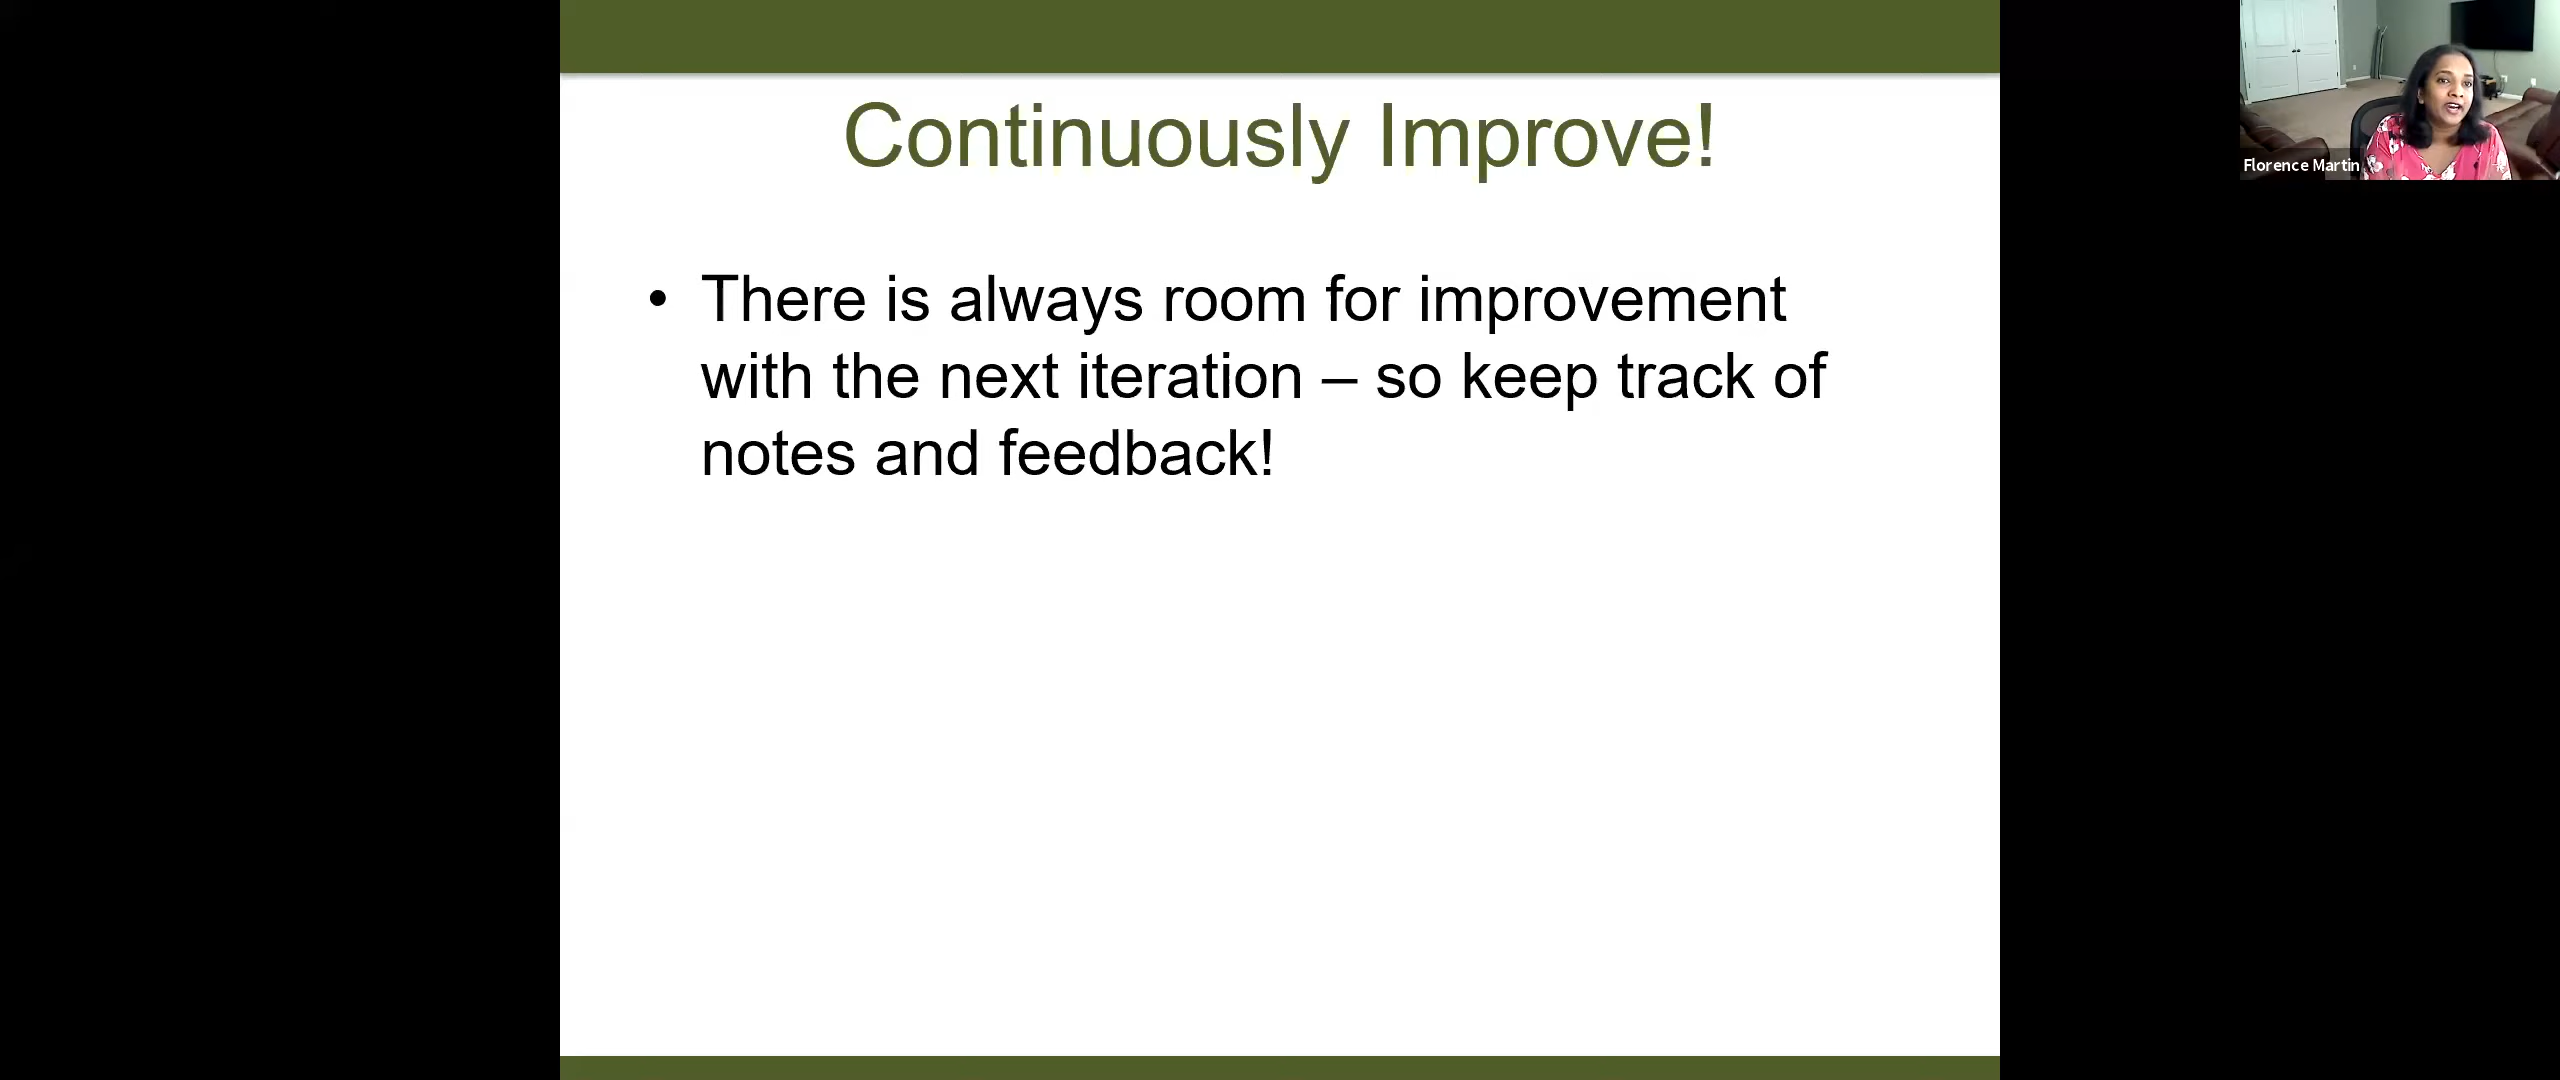 Continuously Improve!
• There is always room for improvement
with the next iteration – so keep track of
notes and feedback!
Florence Martin